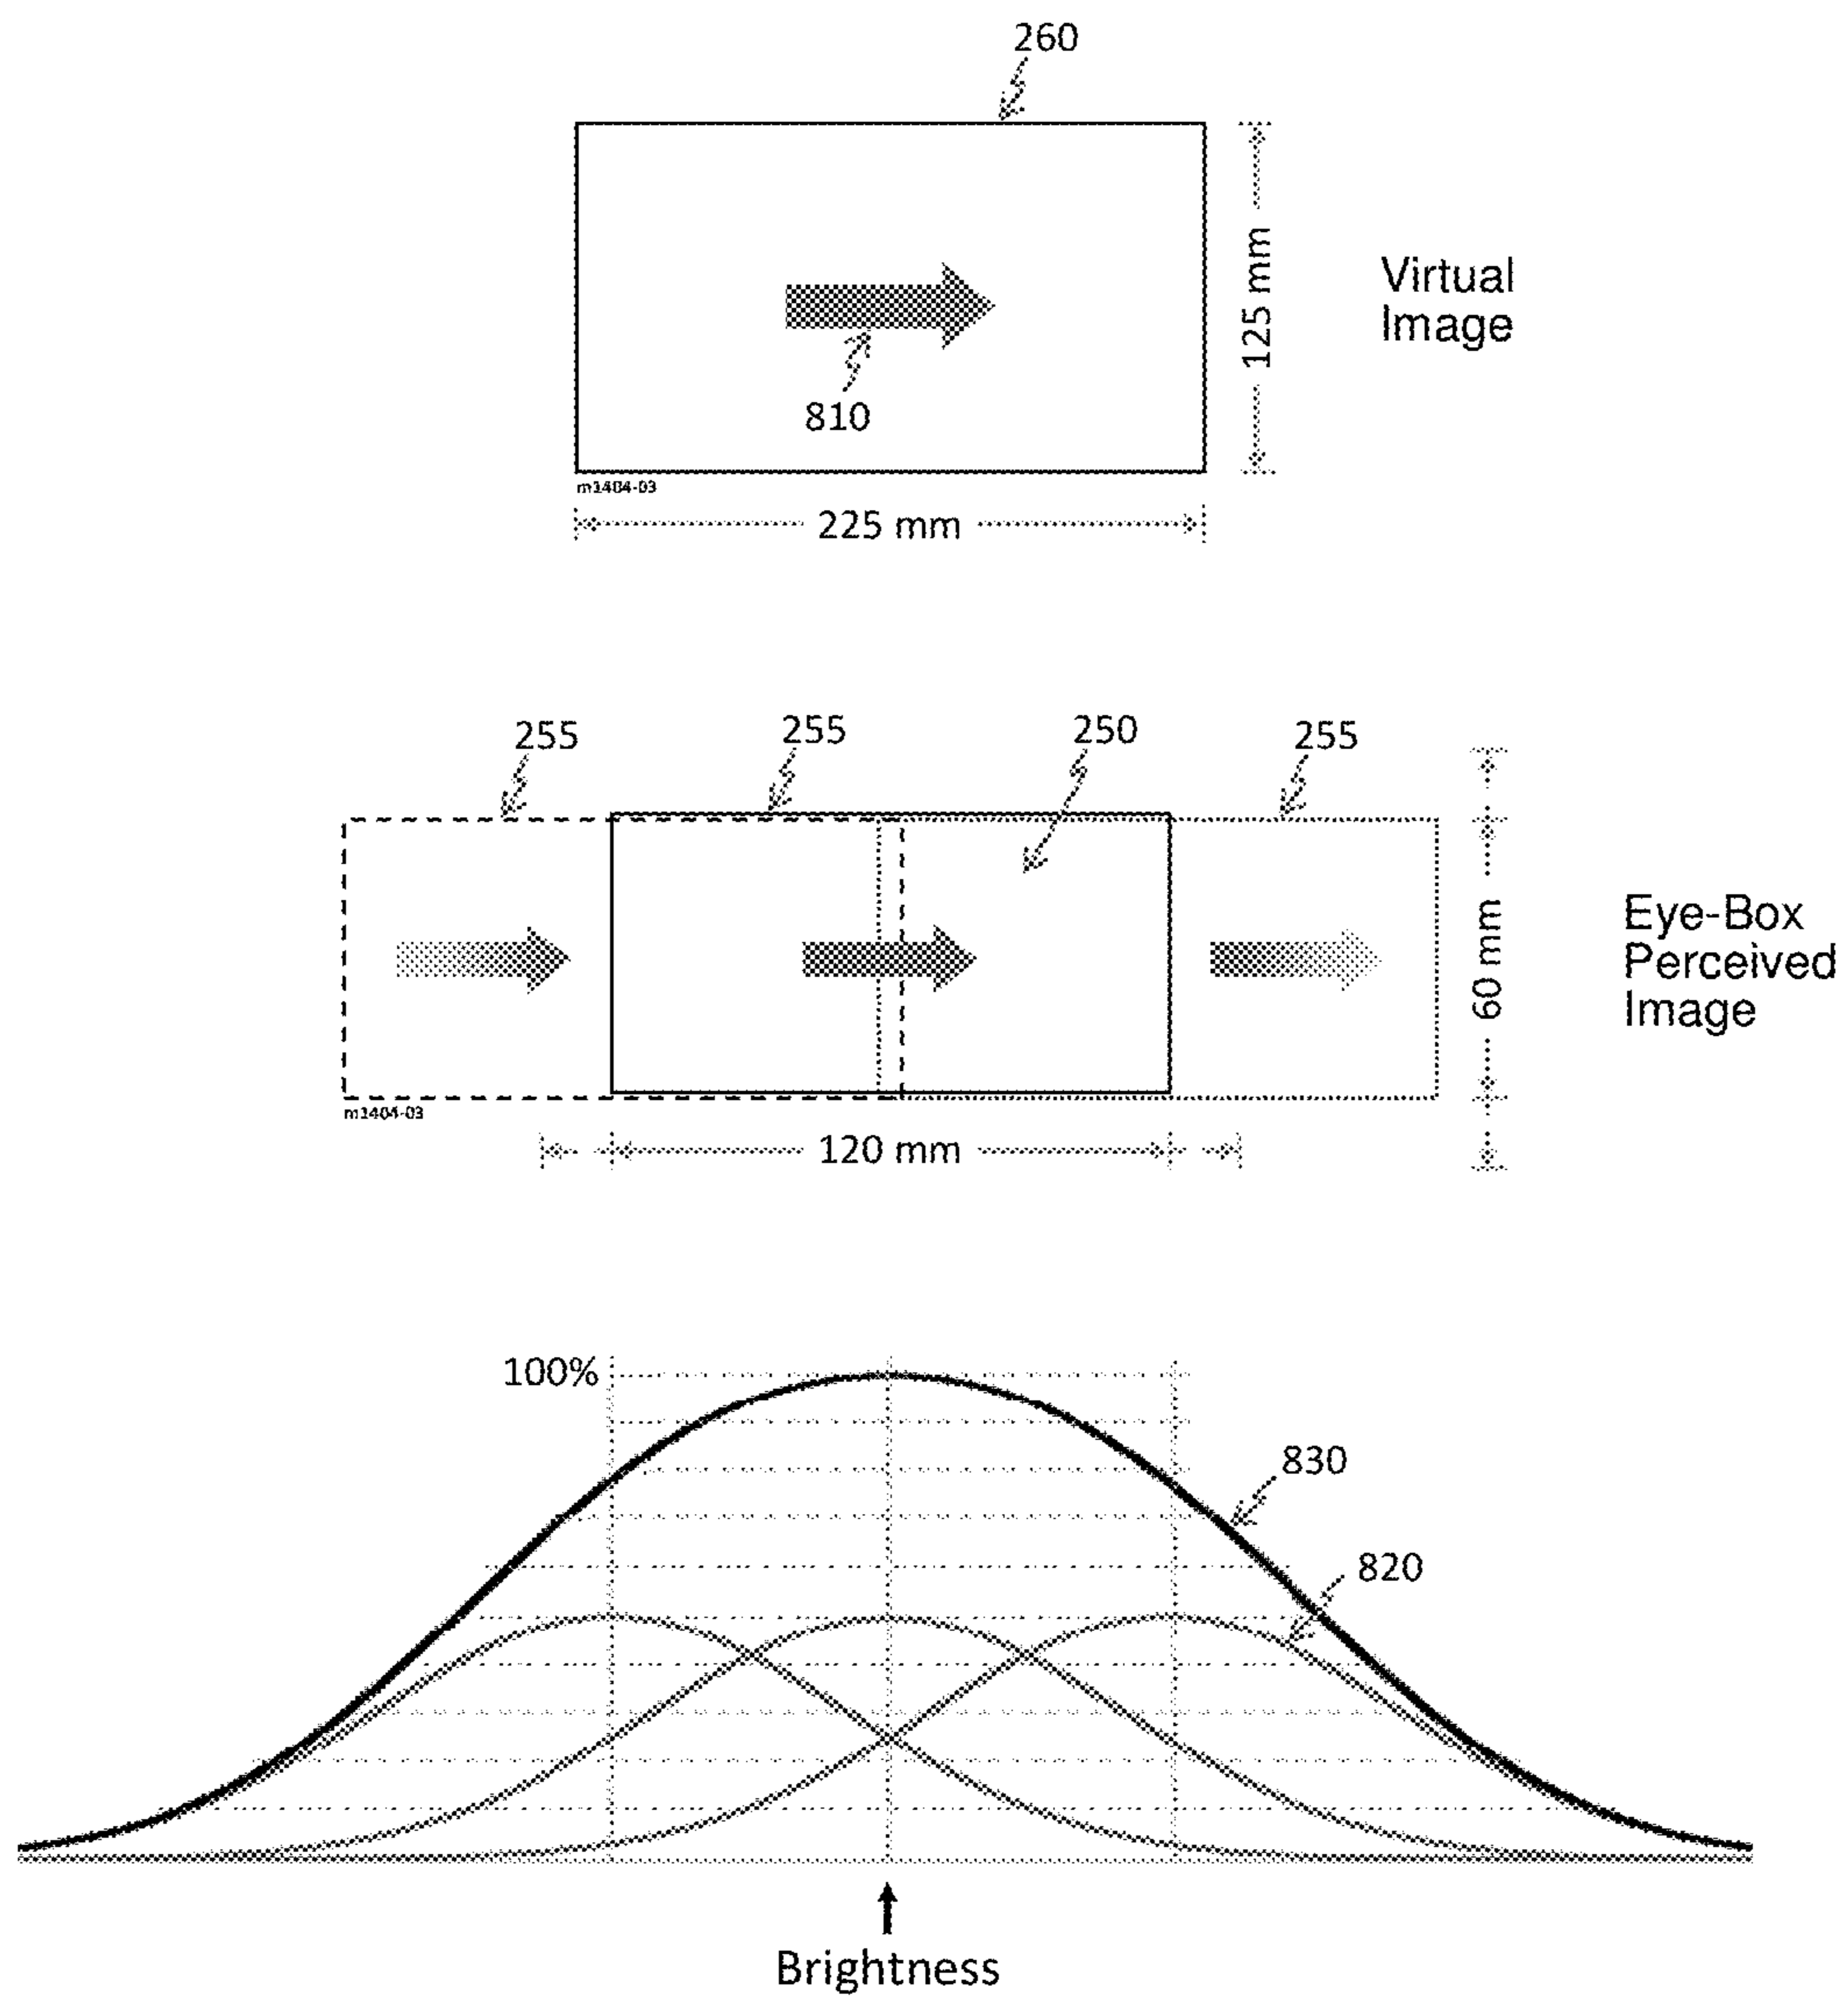 260
125 mm
Virtual
Image
810
m1404-03
225 mm
255
255
250
255
60 mm
Eye-Box
Perceived
Image
m1404-03
120 mm
100%
830
820
Brightness